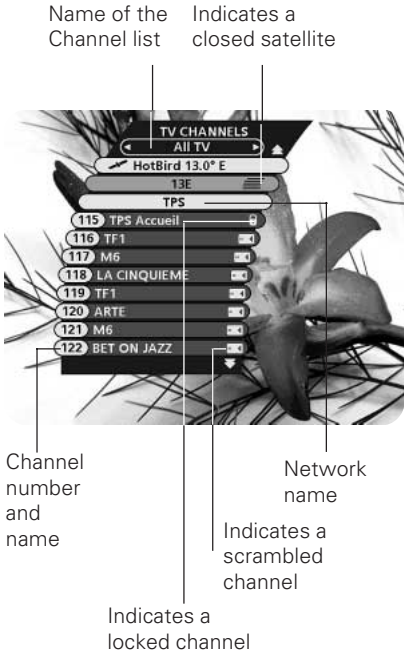 Name of the
Channel list
Indicates a
closed satellite
TV CHANNELS
All TV
HotBird 13.0° E
13E
TPS
115 TPS Accueil
116 TF1
117 M6
118 LA CINQUIEME
119 TF1
120 ARTE
121 M6
122 BET ON JAZZ
Channel
number
and
name
Network
name
Indicates a
scrambled
channel
Indicates a
locked channel